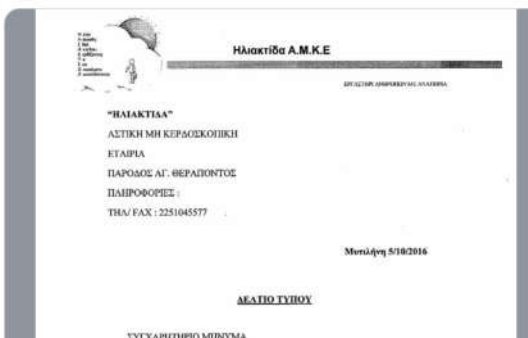 Ηλιακτίδα Α.Μ.Κ.Ε
"ΗΛΙΑΚΤΙΔΑ"
ΑΣΤΙΚΗ ΜΗ ΚΕΡΔΟΣΚΟΠΙΚΗ
ΕΤΑΙΡΙΑ
ΠΑΡΟΔΟΣ ΑΓ. ΘΕΡΑΠΟΝΤΟΣ
ΠΛΗΡΟΦΟΡΙΕΣ :
ΤΗΛ/ FAX : 2251045577
Μυτιλήνη 5/10/2016
ΔΕΛΤΙΟ ΤΥΠΟΥ
ΣΥΓΧΑΡΗΤΗΡΙΟ ΜΗΝΥΜΑ